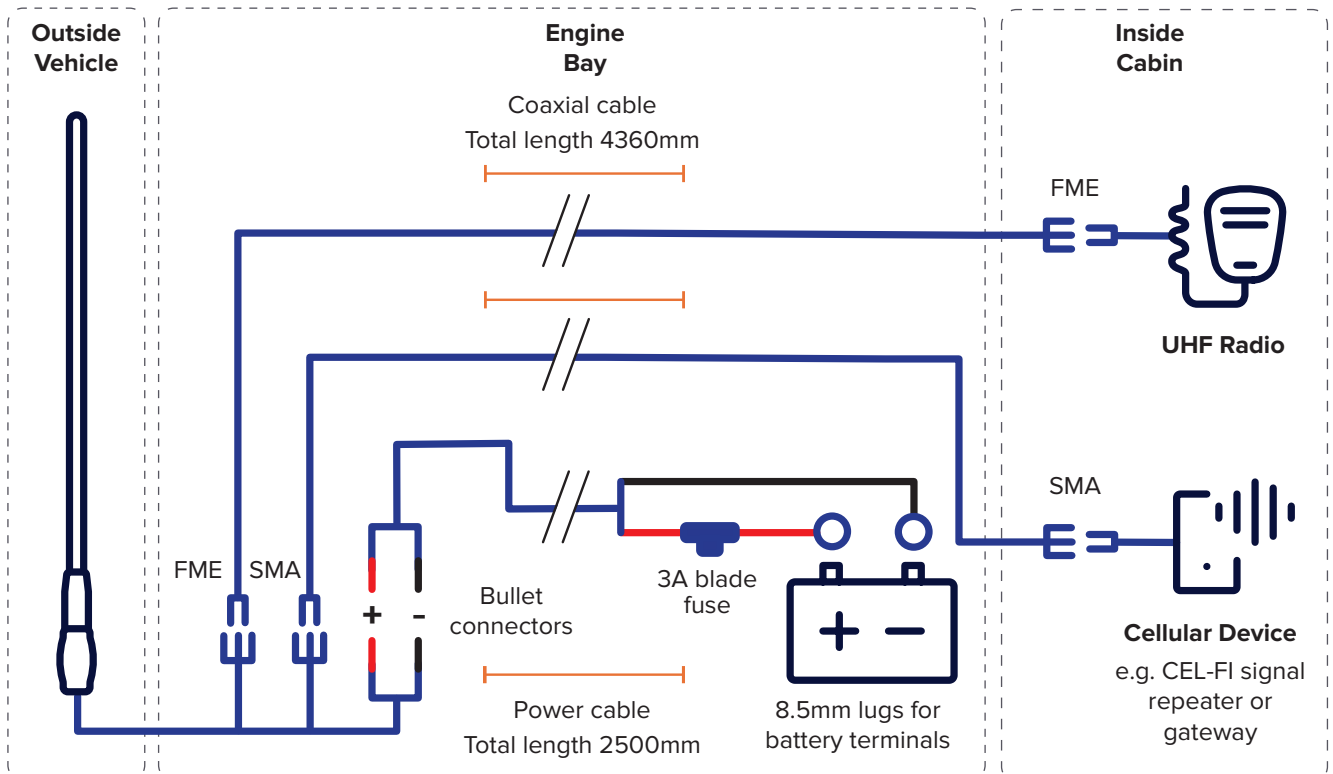 Outside
Vehicle
Engine
Bay
Inside
Cabin
Coaxial cable
Total length 4360mm
FME
UHF Radio
SMA
FME
SMA
+
-
Bullet
connectors
3A blade
fuse
+ −
Power cable
Total length 2500mm
8.5mm lugs for
battery terminals
Cellular Device
e.g. CEL-FI signal
repeater or
gateway